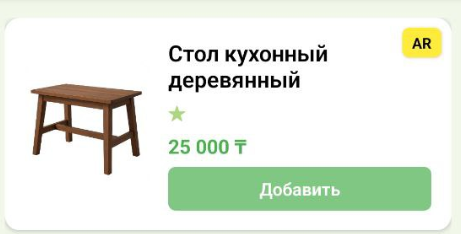 AR
Стол кухонный
деревянный
25 000 ₸
Добавить